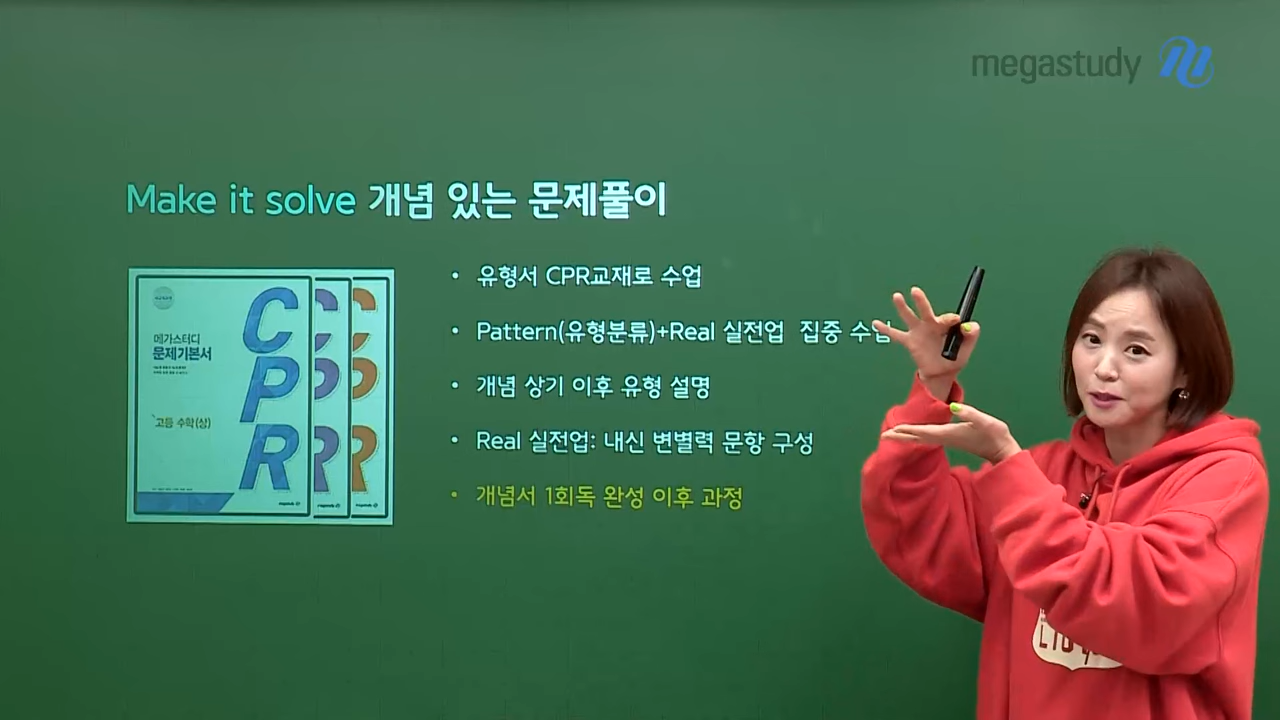 megastudy
Make it solve 개념 있는 문제풀이
메가스터디
문제기본서
고등 수학(상)
CPR
• 유형서 CPR교재로 수업
• Pattern(유형분류)+Real 실전업 집중 수업
• 개념 상기 이후 유형 설명
• Real 실전업: 내신 변별력 문항 구성
• 개념서 1회독 완성 이후 과정